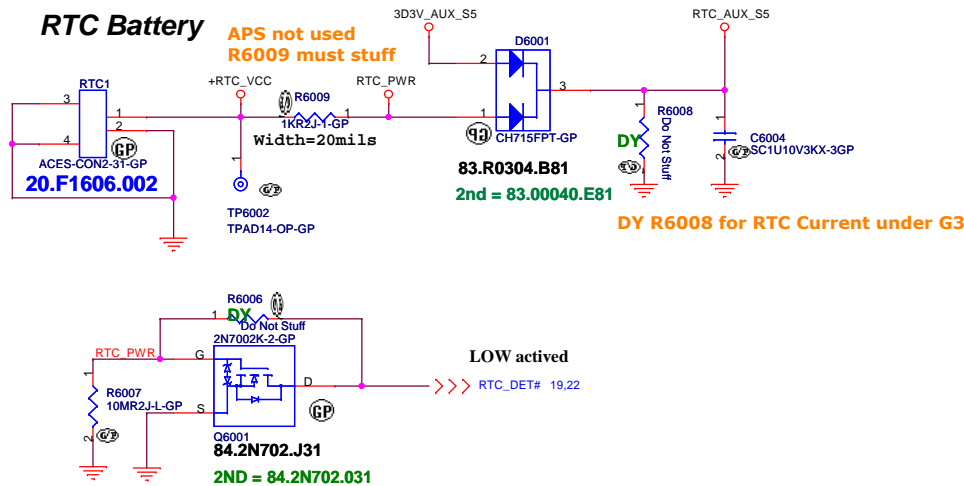 RTC Battery
APS not used
R6009 must stuff
3D3V_AUX_S5
RTC_AUX_S5
D6001
RTC1
+RTC_VCC
RTC_PWR
R6009
2
3
3
1
2
1
1
1KR2J-1-GP
1
CH715FPT-GP
Width=20mils
4
GP
ACES-CON2-31-GP
20.F1606.002
1
TP6002
TPAD14-OP-GP
83.R0304.B81
2nd = 83.00040.E81
1
R6008
Do Not Stuff
DY
2
1
C6004
SC1U10V3KX-3GP
2
DY R6008 for RTC Current under G3
R6006
1
DY
Do Not Stuff
2N7002K-2-GP
RTC_PWR
G
D
S
LOW actived
RTC_DET# 19,22
1
R6007
10MR2J-L-GP
2
GP
Q6001
84.2N702.J31
2ND = 84.2N702.031